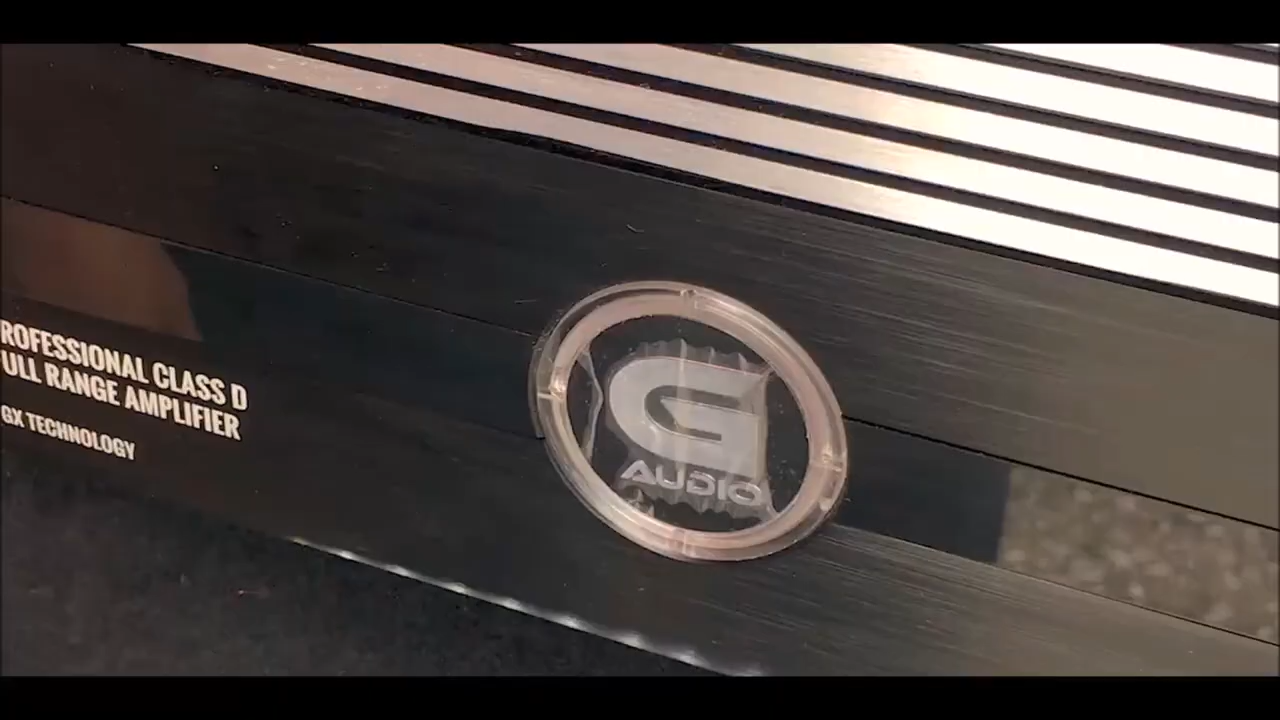 ROFESSIONAL CLASS D
ULL RANGE AMPLIFIER
GX TECHNOLOGY
G
AUDIO